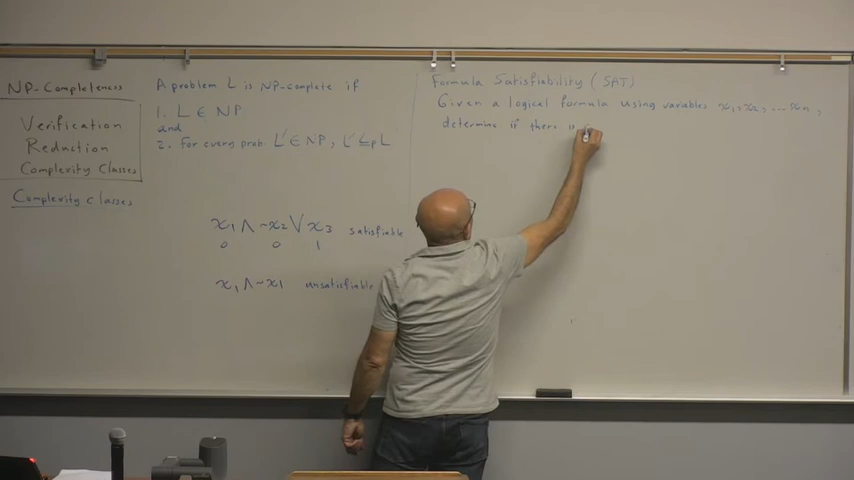 NP-Completeness
Verification
Reduction
Complexity Classes
Complexity classes
A problem L is NP-complete if
1. L ∈ NP
and
2. For every prob. L' ∈ NP, L' ≤p L
x1 ∧ ~x2 ∨ x3 satisfiable
0 0 1
x1 ∧ ~x1 unsatisfiable
Formula Satisfiability (SAT)
Given a logical formula using variables x1, x2, ... xn,
determine if there is